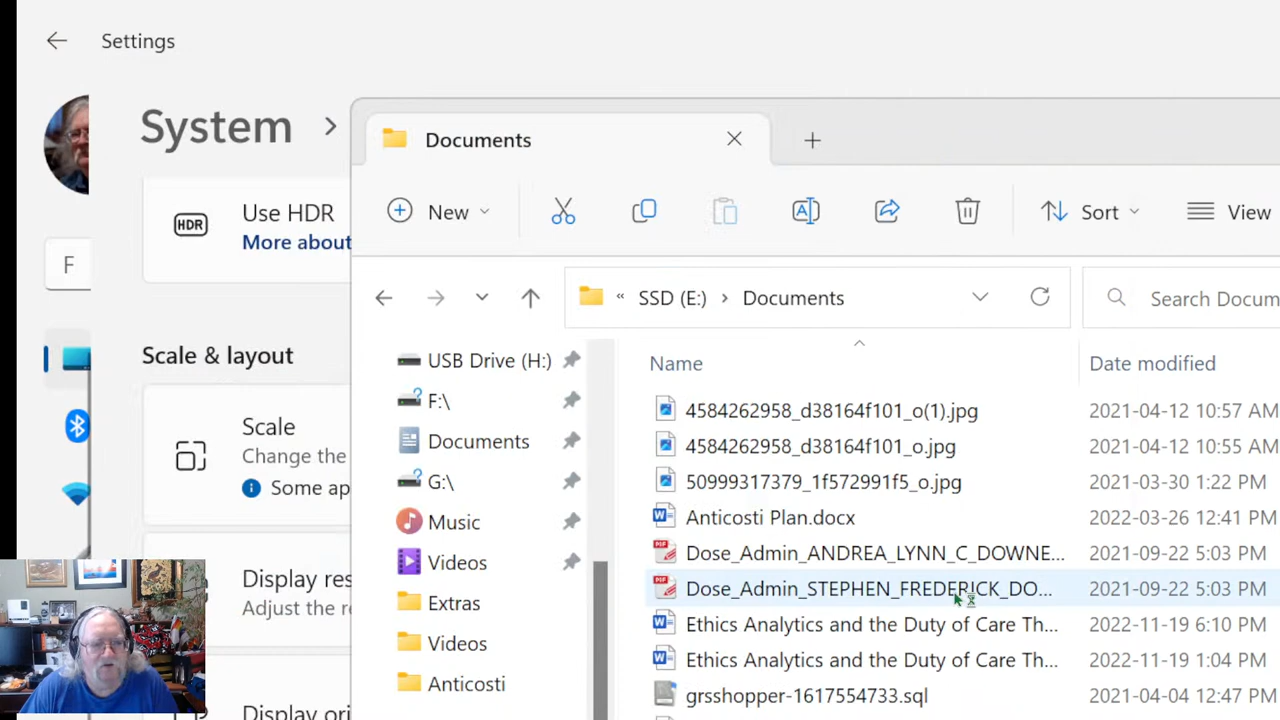 Settings
System >
HDR
Use HDR
More about
F
Scale & layout
Scale
Change the
Some ap
Display res
Adjust the r
Display ori
Documents
New
Sort
View
« SSD (E:) > Documents
Search Docum
USB Drive (H:)
F:\
Documents
G:\
Music
Videos
Extras
Videos
Anticosti
Name
Date modified
4584262958_d38164f101_o(1).jpg 2021-04-12 10:57 AM
4584262958_d38164f101_o.jpg 2021-04-12 10:55 AM
50999317379_1f572991f5_o.jpg 2021-03-30 1:22 PM
Anticosti Plan.docx 2022-03-26 12:41 PM
Dose_Admin_ANDREA_LYNN_C_DOWNE... 2021-09-22 5:03 PM
Dose_Admin_STEPHEN_FREDERICK_DO... 2021-09-22 5:03 PM
Ethics Analytics and the Duty of Care Th... 2022-11-19 6:10 PM
Ethics Analytics and the Duty of Care Th... 2022-11-19 1:04 PM
grsshopper-1617554733.sql 2021-04-04 12:47 PM